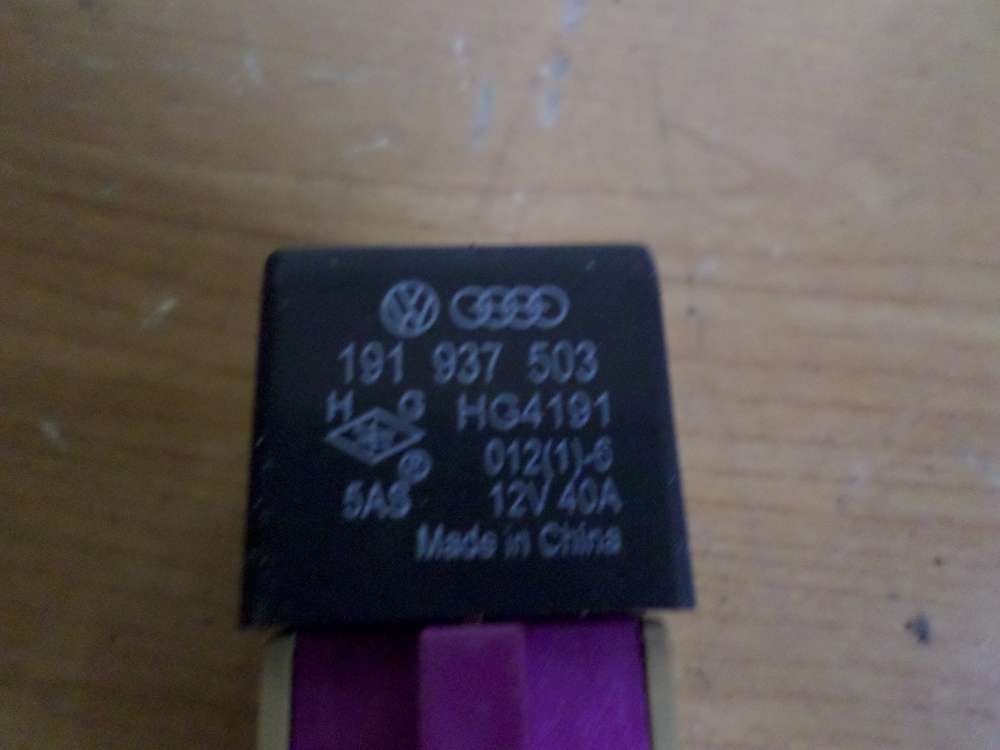 191 937 503
H G HG4191
012(1)-6
5AS 12V 40A
Made in China